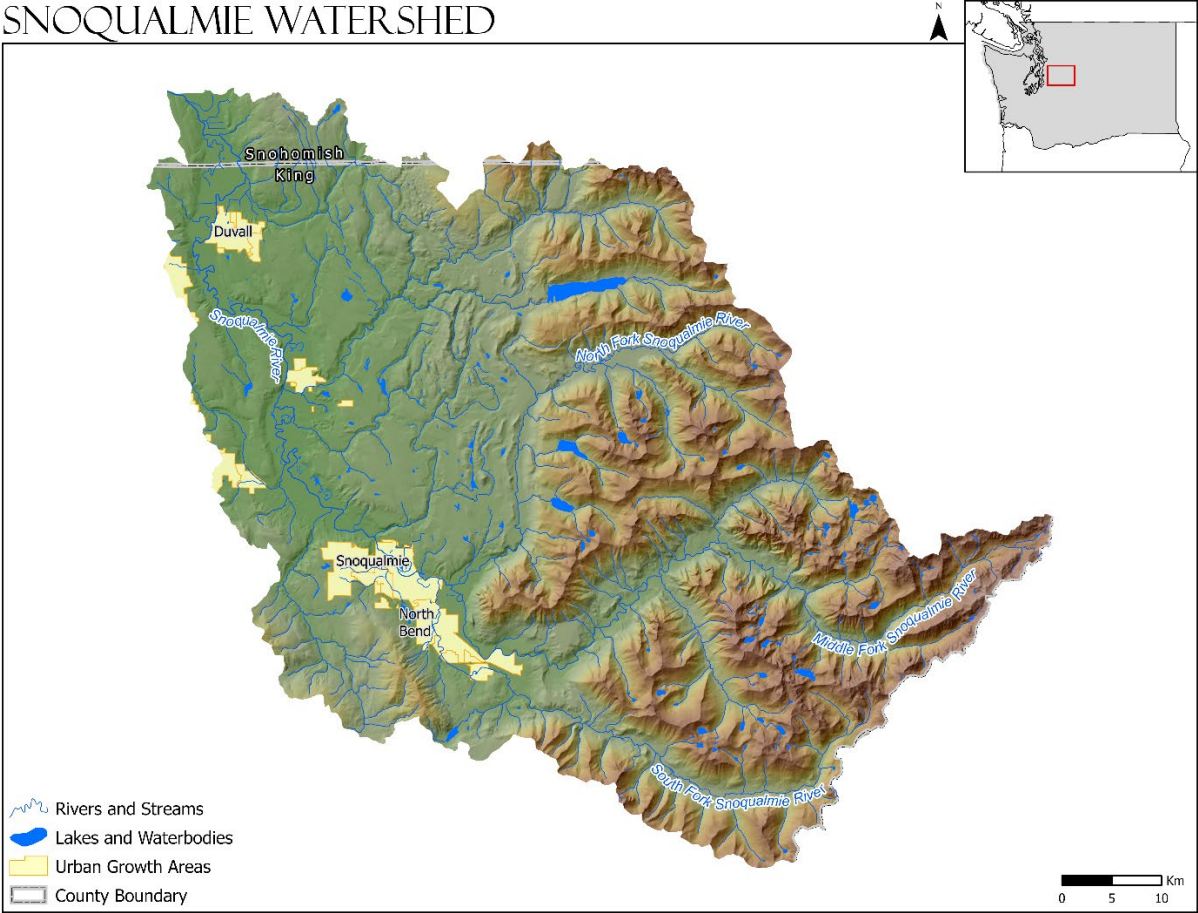 SNOQUALMIE WATERSHED
N
Snohomish
King
Duvall
Snoqualmie River
North Fork Snoqualmie River
Snoqualmie
North
Bend
Middle Fork Snoqualmie River
South Fork Snoqualmie River
Rivers and Streams
Lakes and Waterbodies
Urban Growth Areas
County Boundary
Km
0 5 10